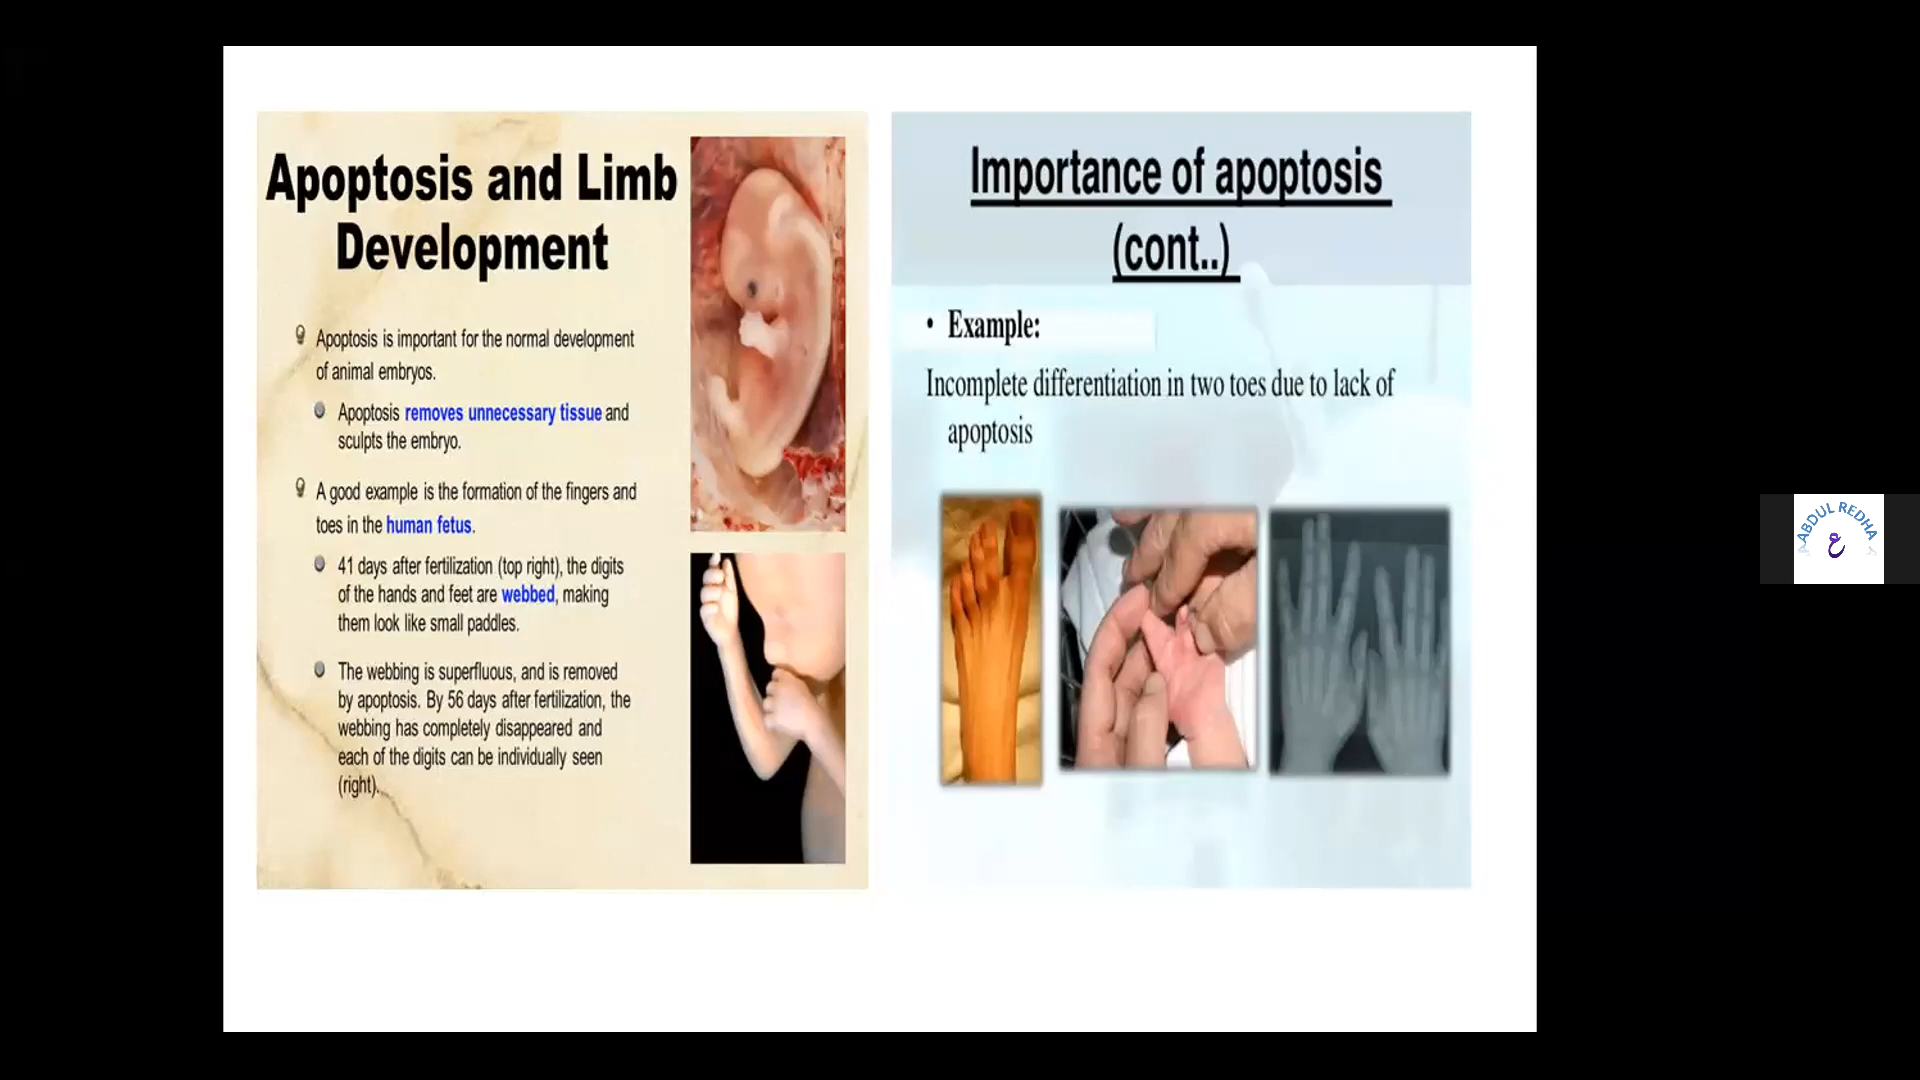 Apoptosis and Limb
Development
Apoptosis is important for the normal development
of animal embryos.
Apoptosis removes unnecessary tissue and
sculpts the embryo.
A good example is the formation of the fingers and
toes in the human fetus.
41 days after fertilization (top right), the digits
of the hands and feet are webbed, making
them look like small paddles.
The webbing is superfluous, and is removed
by apoptosis. By 56 days after fertilization, the
webbing has completely disappeared and
each of the digits can be individually seen
(right).
Importance of apoptosis
(cont..)
• Example:
Incomplete differentiation in two toes due to lack of
apoptosis
ABDUL REDHA
ع